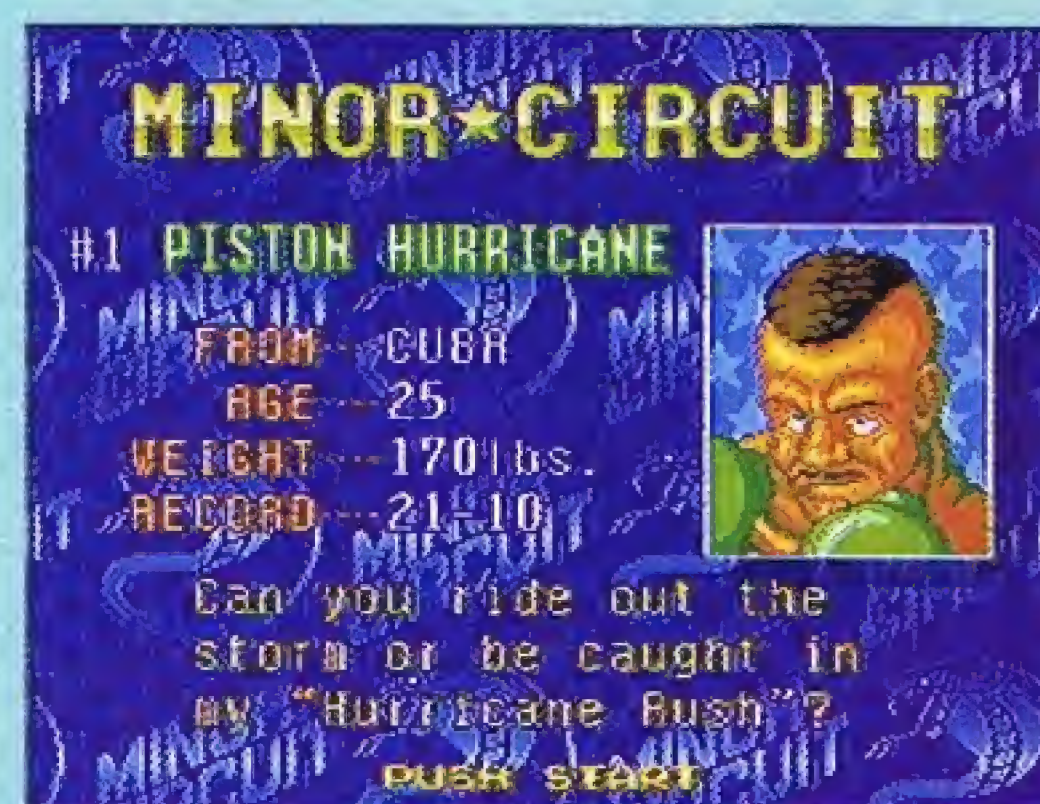 MINOR★CIRCUIT
#1 PISTON HURRICANE
FROM CUBA
AGE 25
WEIGHT 170lbs.
RECORD 21-10
Can you ride out the
storm or be caught in
my "Hurricane Rush"?
PUSH START